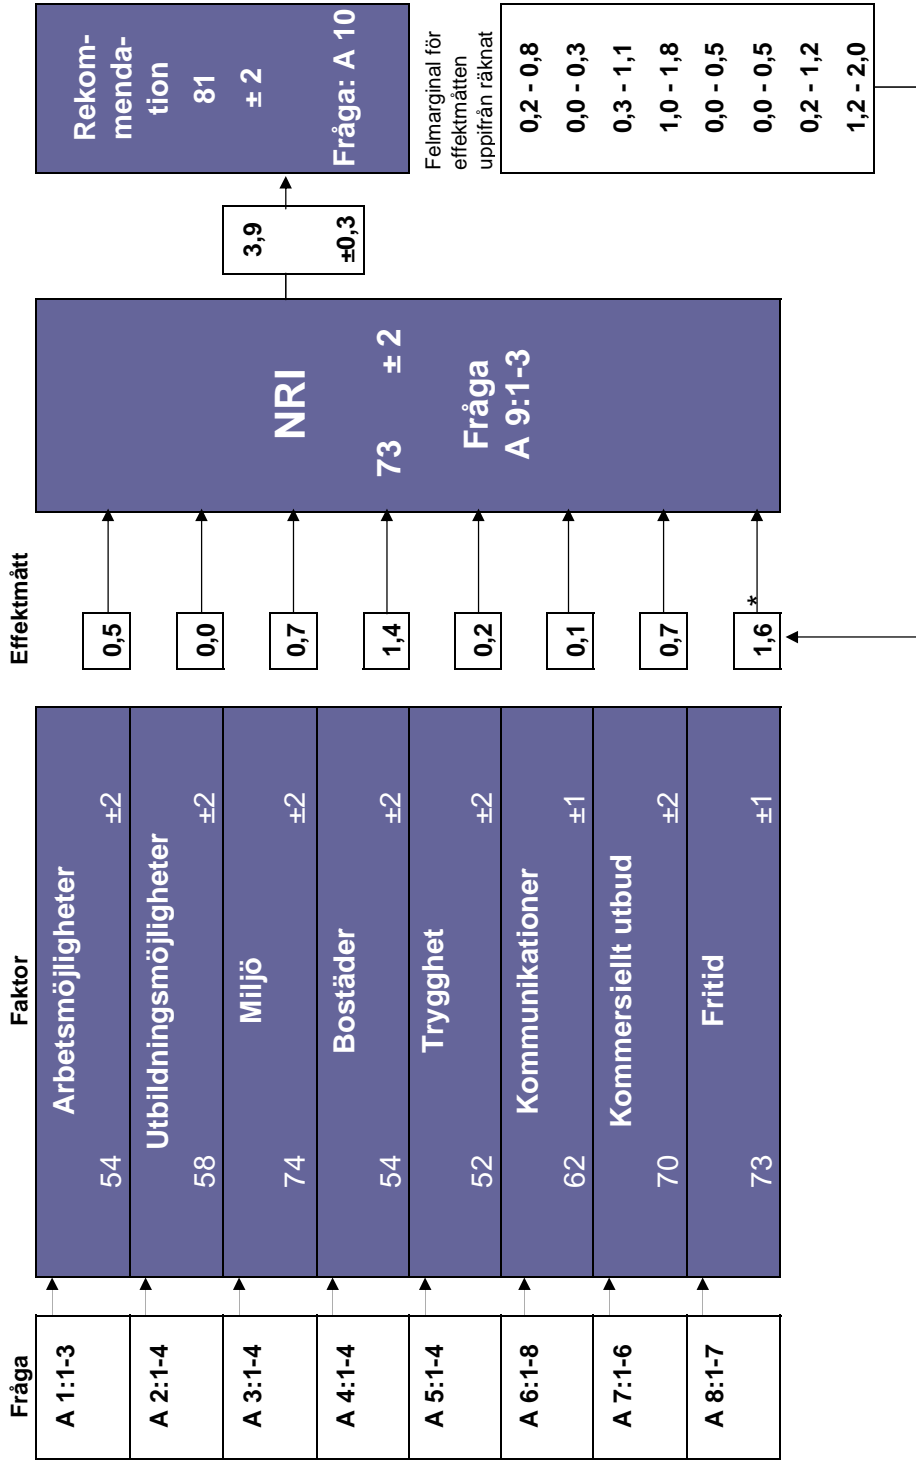 Fråga
Faktor
Effektmått
A 1:1-3
Arbetsmöjligheter
54 ±2
0,5
A 2:1-4
Utbildningsmöjligheter
58 ±2
0,0
A 3:1-4
Miljö
74 ±2
0,7
A 4:1-4
Bostäder
54 ±2
1,4
A 5:1-4
Trygghet
52 ±2
0,2
A 6:1-8
Kommunikationer
62 ±1
0,1
A 7:1-6
Kommersiellt utbud
70 ±2
0,7
A 8:1-7
Fritid
73 ±1
1,6 *
NRI
73 ± 2
Fråga
A 9:1-3
3,9
±0,3
Rekom-
menda-
tion
81
± 2
Fråga: A 10
Felmarginal för
effektmåtten
uppifrån räknat
0,2 - 0,8
0,0 - 0,3
0,3 - 1,1
1,0 - 1,8
0,0 - 0,5
0,0 - 0,5
0,2 - 1,2
1,2 - 2,0